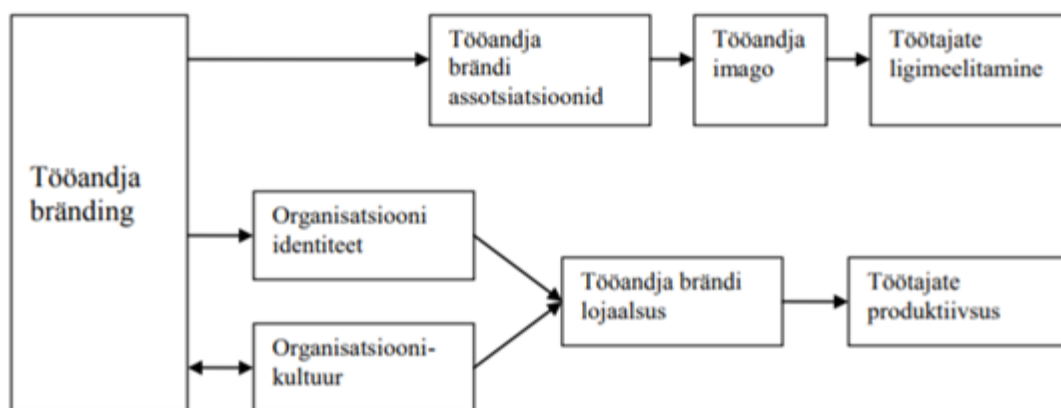 Tööandja
bränding
Tööandja
brändi
assotsiatsioonid
Tööandja
imago
Töötajate
ligimeelitamine
Organisatsiooni
identiteet
Organisatsiooni-
kultuur
Tööandja brändi
lojaalsus
Töötajate
produktiivsus